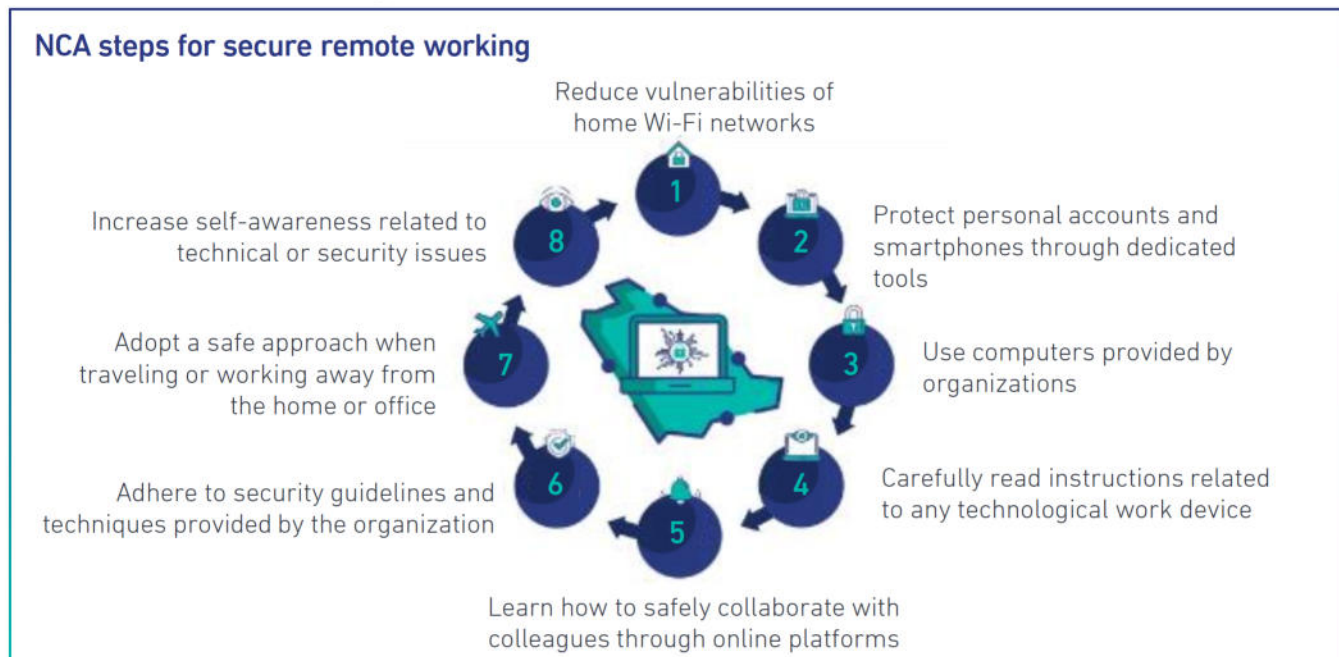 NCA steps for secure remote working
Reduce vulnerabilities of
home Wi-Fi networks
1
2
Protect personal accounts and
smartphones through dedicated
tools
3
Use computers provided by
organizations
4
Carefully read instructions related
to any technological work device
5
Learn how to safely collaborate with
colleagues through online platforms
6
Adhere to security guidelines and
techniques provided by the organization
7
Adopt a safe approach when
traveling or working away from
the home or office
8
Increase self-awareness related to
technical or security issues